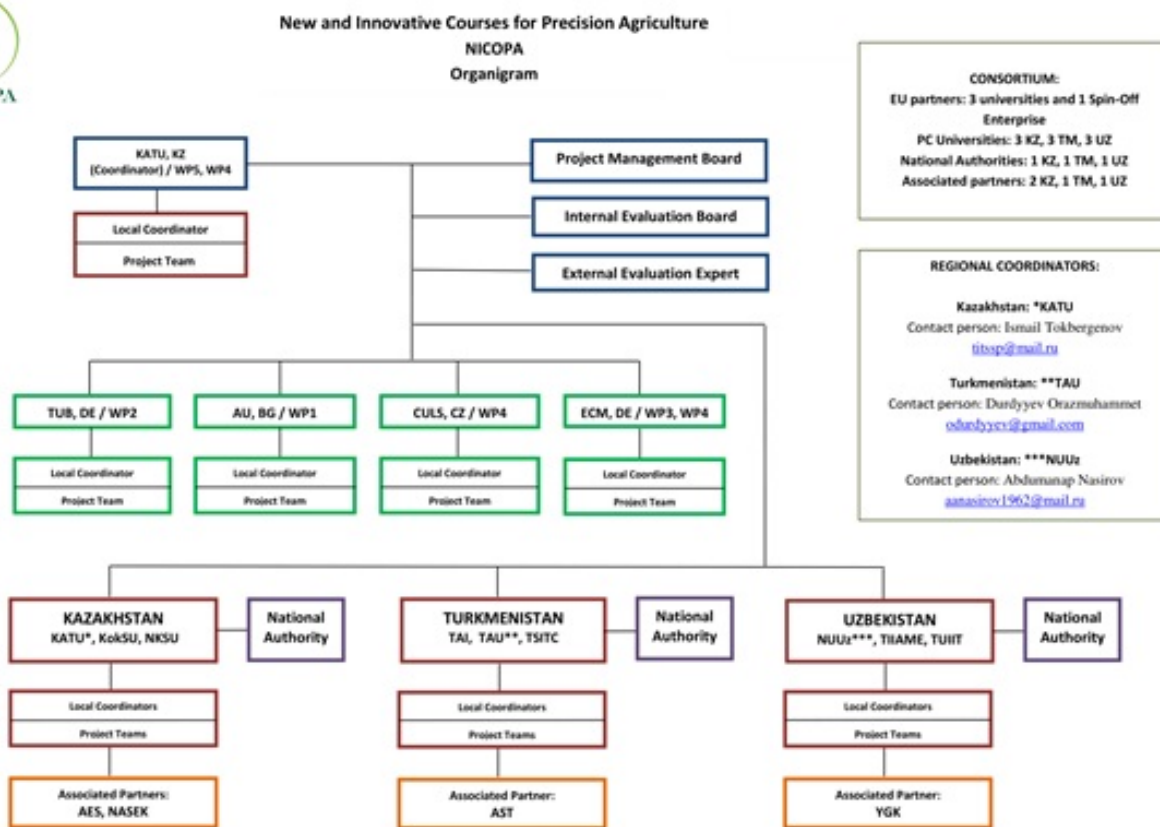 PA
New and Innovative Courses for Precision Agriculture
NICOPA
Organigram
CONSORTIUM:
EU partners: 3 universities and 1 Spin-Off
Enterprise
PC Universities: 3 KZ, 3 TM, 3 UZ
National Authorities: 1 KZ, 1 TM, 1 UZ
Associated partners: 2 KZ, 1 TM, 1 UZ
KATU, KZ
(Coordinator) / WP5, WP4
Local Coordinator
Project Team
Project Management Board
Internal Evaluation Board
External Evaluation Expert
REGIONAL COORDINATORS:
Kazakhstan: *KATU
Contact person: Ismail Tokbergenov
titssp@mail.ru
Turkmenistan: **TAU
Contact person: Durdyyev Orazmuhammet
odurdyyev@gmail.com
Uzbekistan: ***NUUz
Contact person: Abdumanap Nasirov
aanasirov1962@mail.ru
TUB, DE / WP2
Local Coordinator
Project Team
AU, BG / WP1
Local Coordinator
Project Team
CULS, CZ / WP4
Local Coordinator
Project Team
ECM, DE / WP3, WP4
Local Coordinator
Project Team
KAZAKHSTAN
KATU*, KokSU, NKSU
National
Authority
Local Coordinators
Project Teams
Associated Partners:
AES, NASEK
TURKMENISTAN
TAI, TAU**, TSITC
National
Authority
Local Coordinators
Project Teams
Associated Partner:
AST
UZBEKISTAN
NUUz***, TIIAME, TUIIT
National
Authority
Local Coordinators
Project Teams
Associated Partner:
YGK